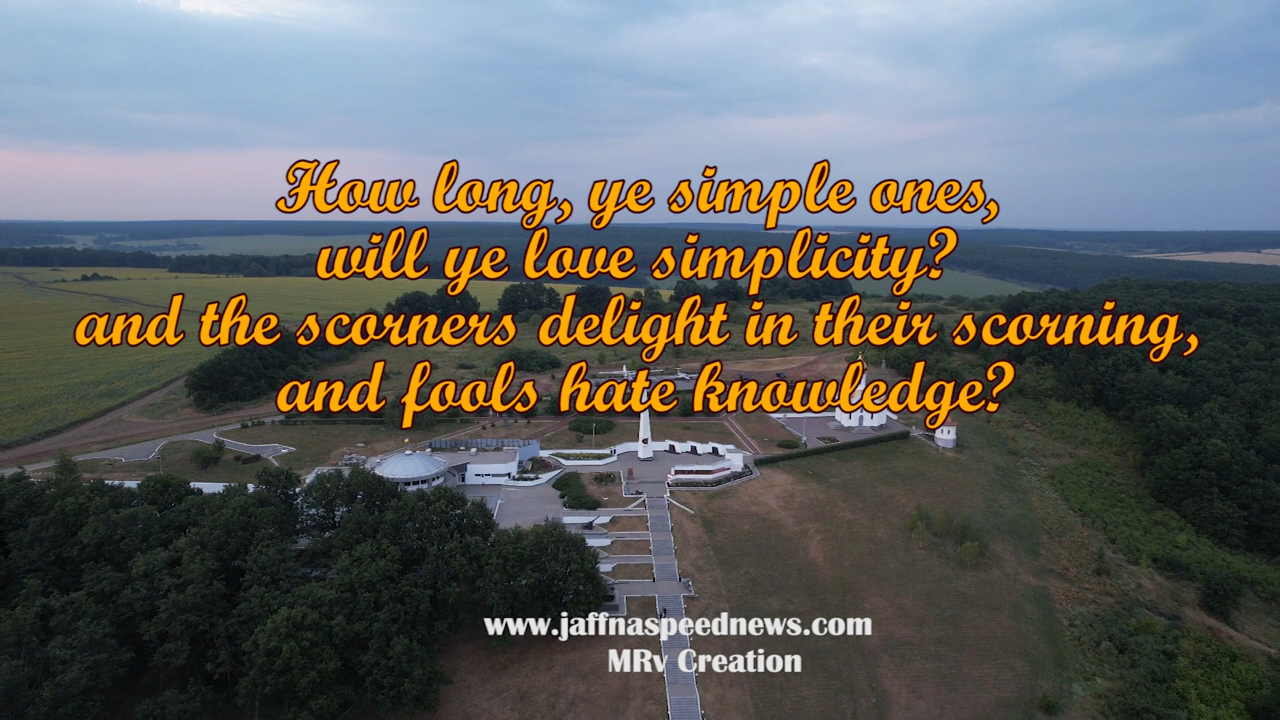 How long, ye simple ones,
will ye love simplicity?
and the scorners delight in their scorning,
and fools hate knowledge?
www.jaffnaspeednews.com
MRv Creation